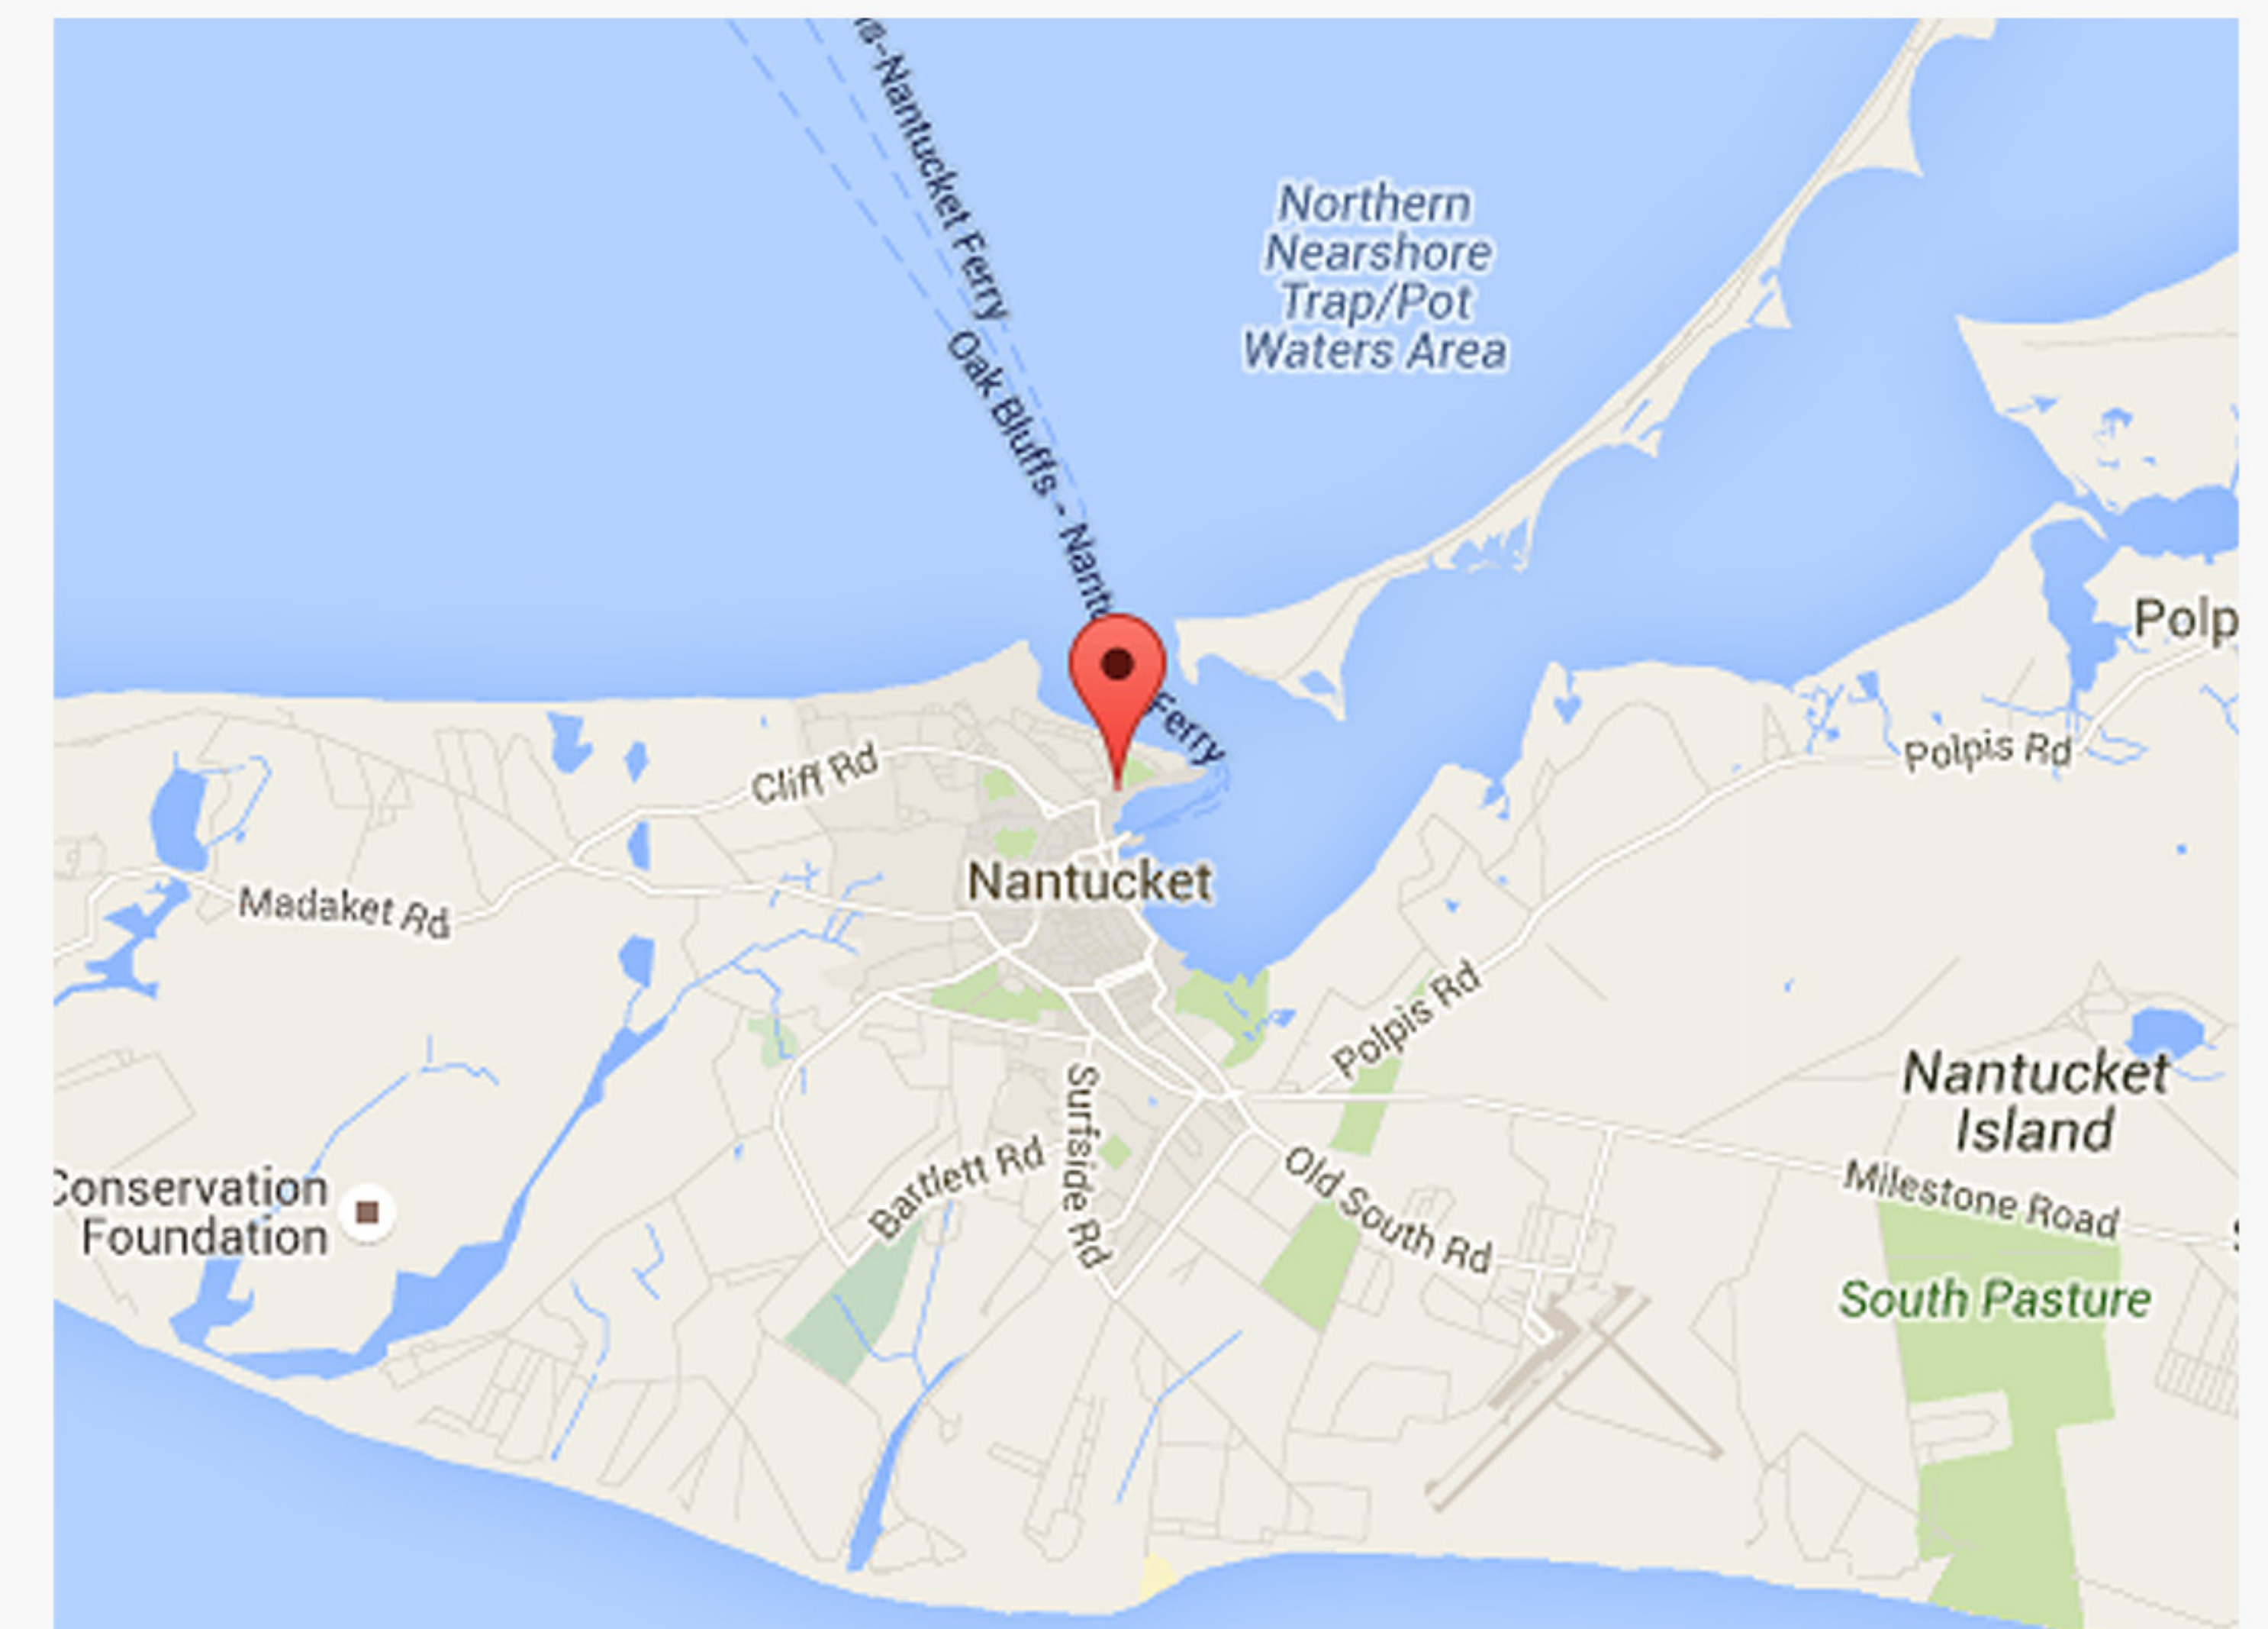 -Nantucket Ferry
Northern
Nearshore
Trap/Pot
Waters Area
Oak Bluffs - Nantu
Ferry
Polp
Cliff Rd
Polpis Rd
Nantucket
Madaket Rd
Polpis Rd
Nantucket
Island
Surfside Rd
Bartlett Rd
Old South Rd
Milestone Road
Conservation
Foundation
South Pasture